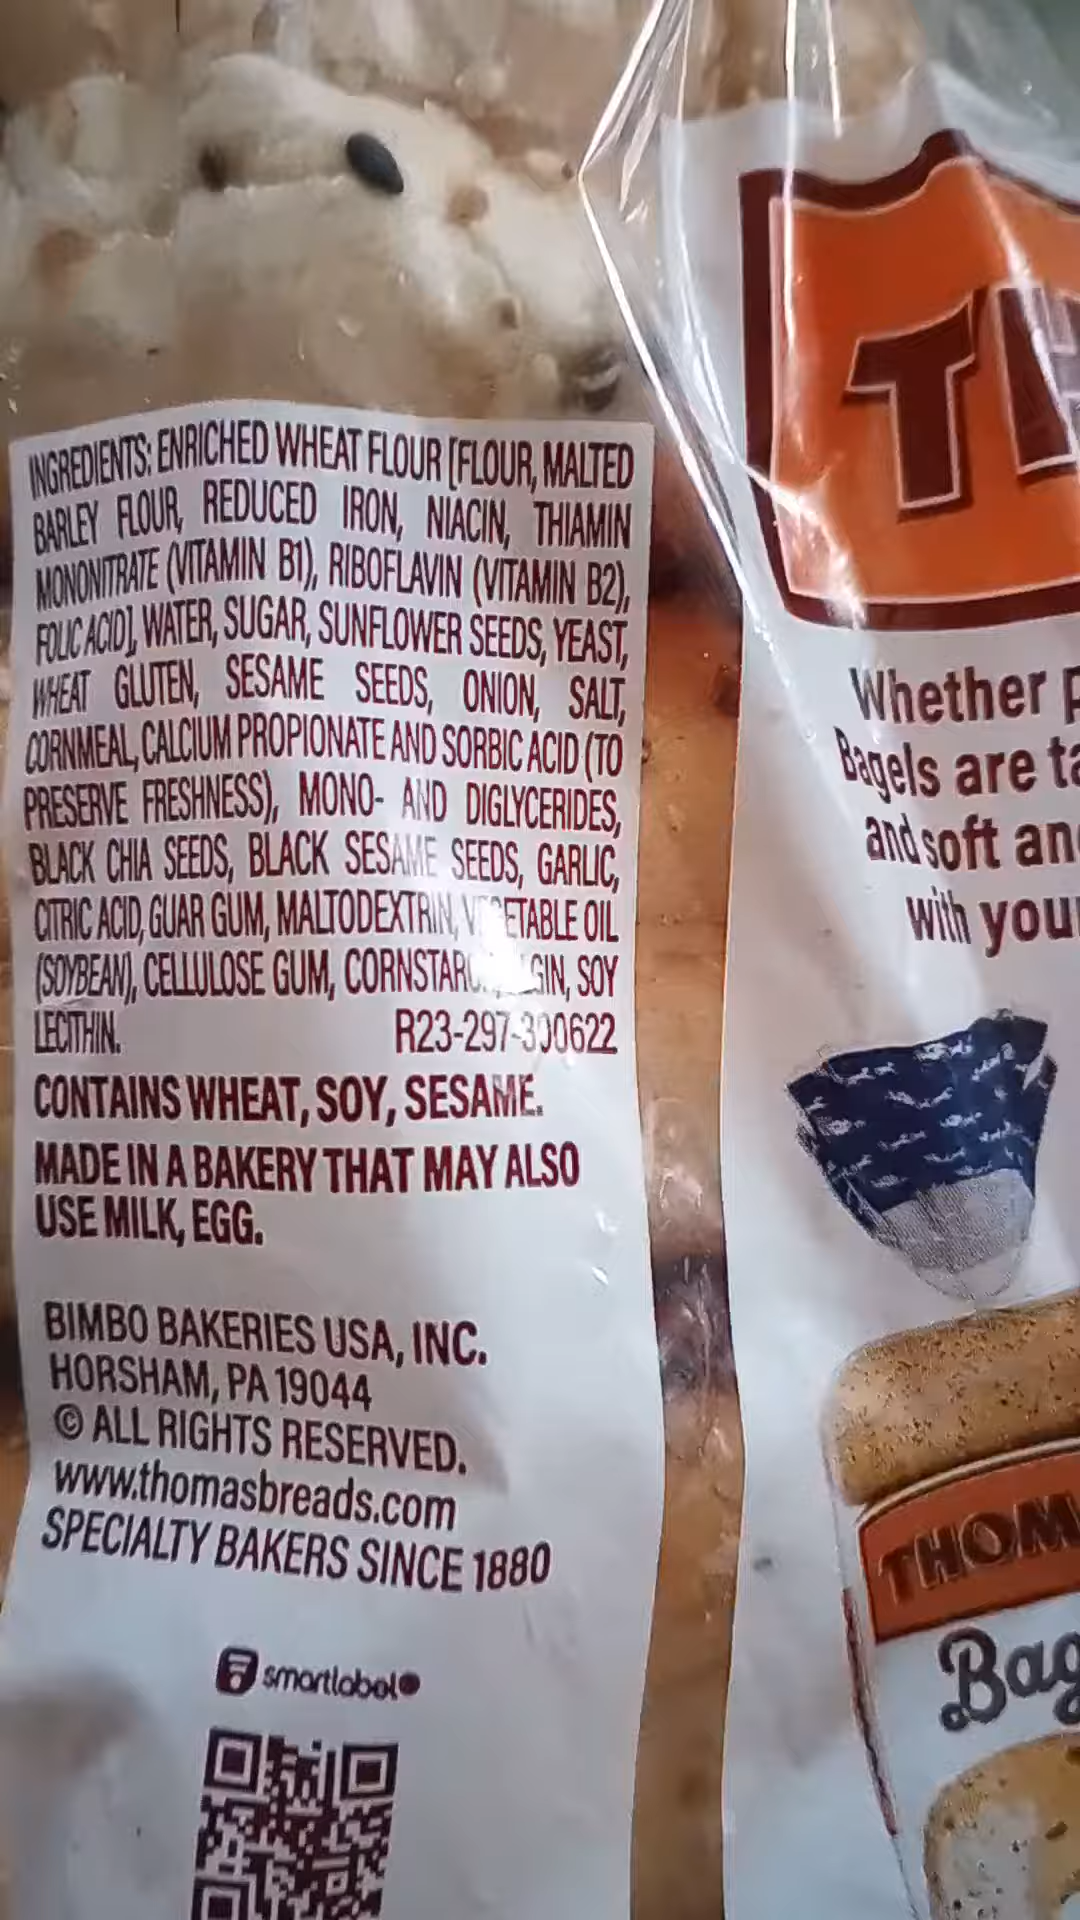 INGREDIENTS: ENRICHED WHEAT FLOUR [FLOUR, MALTED
BARLEY FLOUR, REDUCED IRON, NIACIN, THIAMIN
MONONITRATE (VITAMIN B1), RIBOFLAVIN (VITAMIN B2),
FOLIC ACID], WATER, SUGAR, SUNFLOWER SEEDS, YEAST,
WHEAT GLUTEN, SESAME SEEDS, ONION, SALT,
CORNMEAL, CALCIUM PROPIONATE AND SORBIC ACID (TO
PRESERVE FRESHNESS), MONO- AND DIGLYCERIDES,
BLACK CHIA SEEDS, BLACK SESAME SEEDS, GARLIC,
CITRIC ACID, GUAR GUM, MALTODEXTRIN, VEGETABLE OIL
(SOYBEAN), CELLULOSE GUM, SOY
LECITHIN. R23-297-300622
CONTAINS WHEAT, SOY, SESAME.
MADE IN A BAKERY THAT MAY ALSO
USE MILK, EGG.
BIMBO BAKERIES USA, INC.
HORSHAM, PA 19044
© ALL RIGHTS RESERVED.
www.thomasbreads.com
SPECIALTY BAKERS SINCE 1880
smartlabel
TH
Whether
Bagels are
and soft
with
THOM
Bag